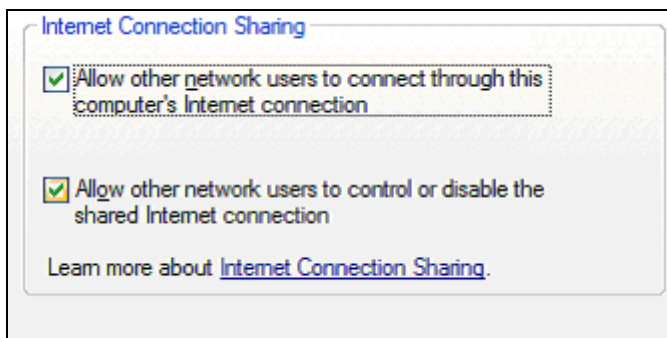 Internet Connection Sharing
Allow other network users to connect through this
computer's Internet connection
Allow other network users to control or disable the
shared Internet connection
Learn more about Internet Connection Sharing.